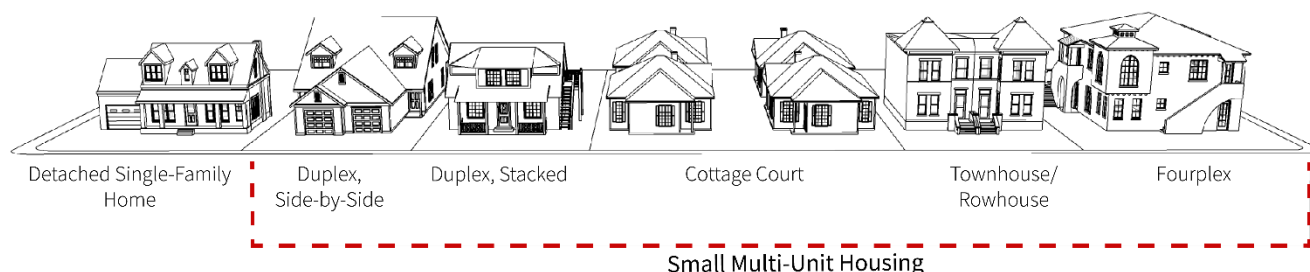 Detached Single-Family
Home
Duplex,
Side-by-Side
Duplex, Stacked
Cottage Court
Townhouse/
Rowhouse
Fourplex
Small Multi-Unit Housing